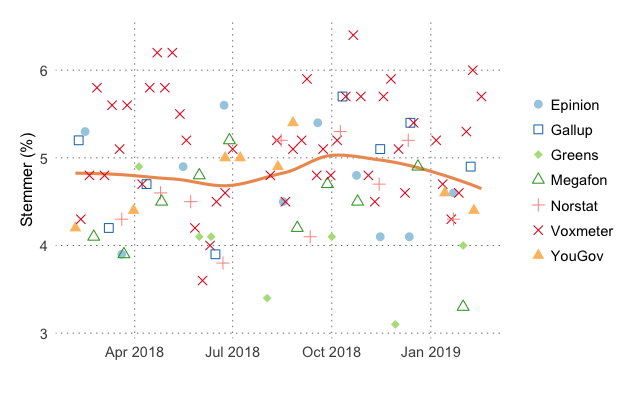 Stemmer (%)
6
5
4
3
Apr 2018
Jul 2018
Oct 2018
Jan 2019
Epinion
Gallup
Greens
Megafon
Norstat
Voxmeter
YouGov